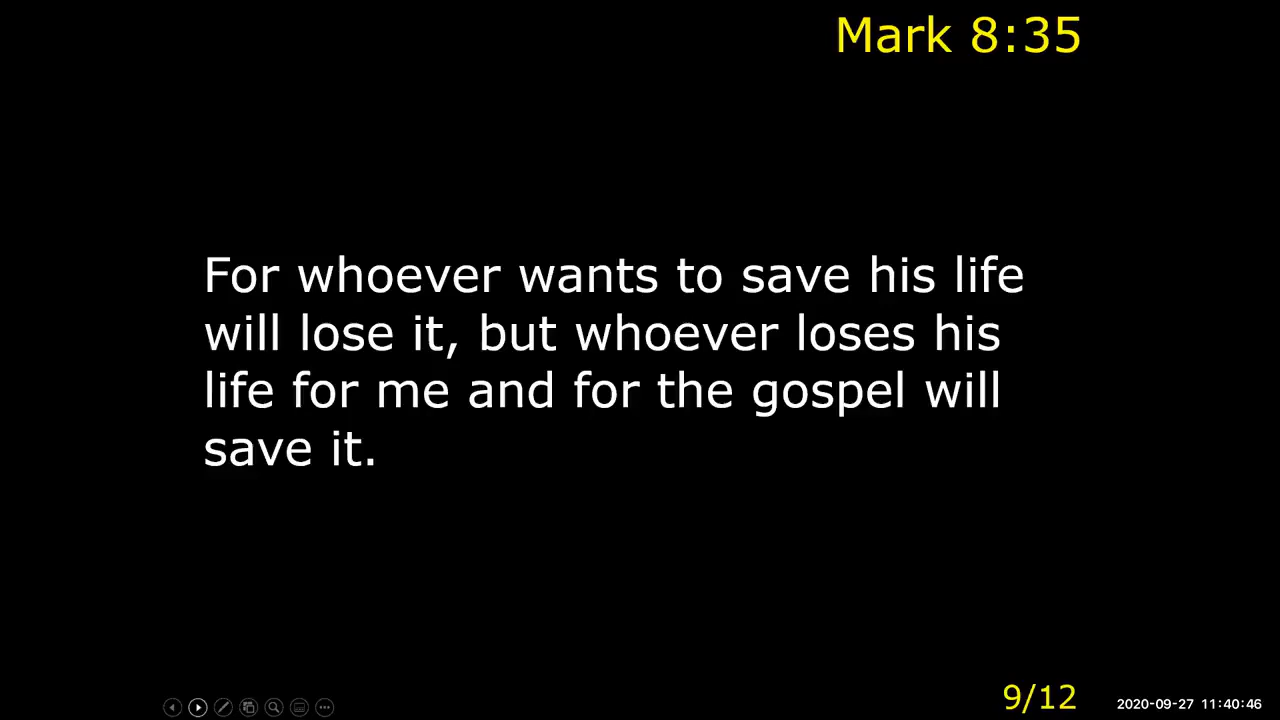 Mark 8:35
For whoever wants to save his life
will lose it, but whoever loses his
life for me and for the gospel will
save it.
9/12
2020-09-27 11:40:46